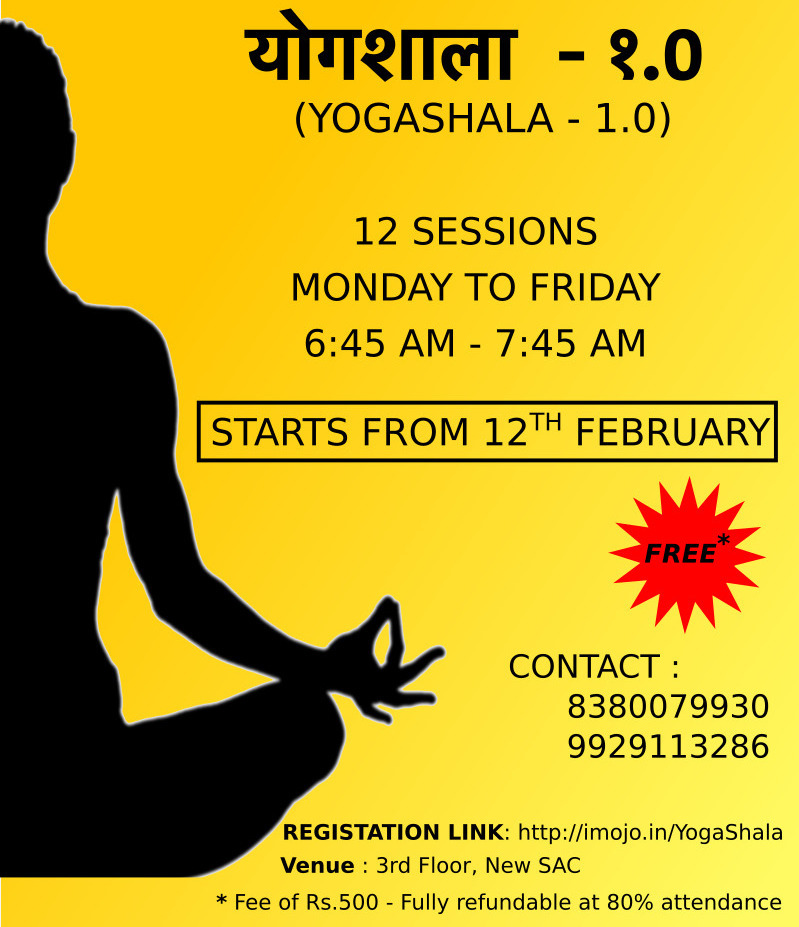 योगशाला - १.0
(YOGASHALA - 1.0)
12 SESSIONS
MONDAY TO FRIDAY
6:45 AM - 7:45 AM
STARTS FROM 12TH FEBRUARY
FREE*
CONTACT :
8380079930
9929113286
REGISTATION LINK: http://imojo.in/YogaShala
Venue : 3rd Floor, New SAC
* Fee of Rs.500 - Fully refundable at 80% attendance